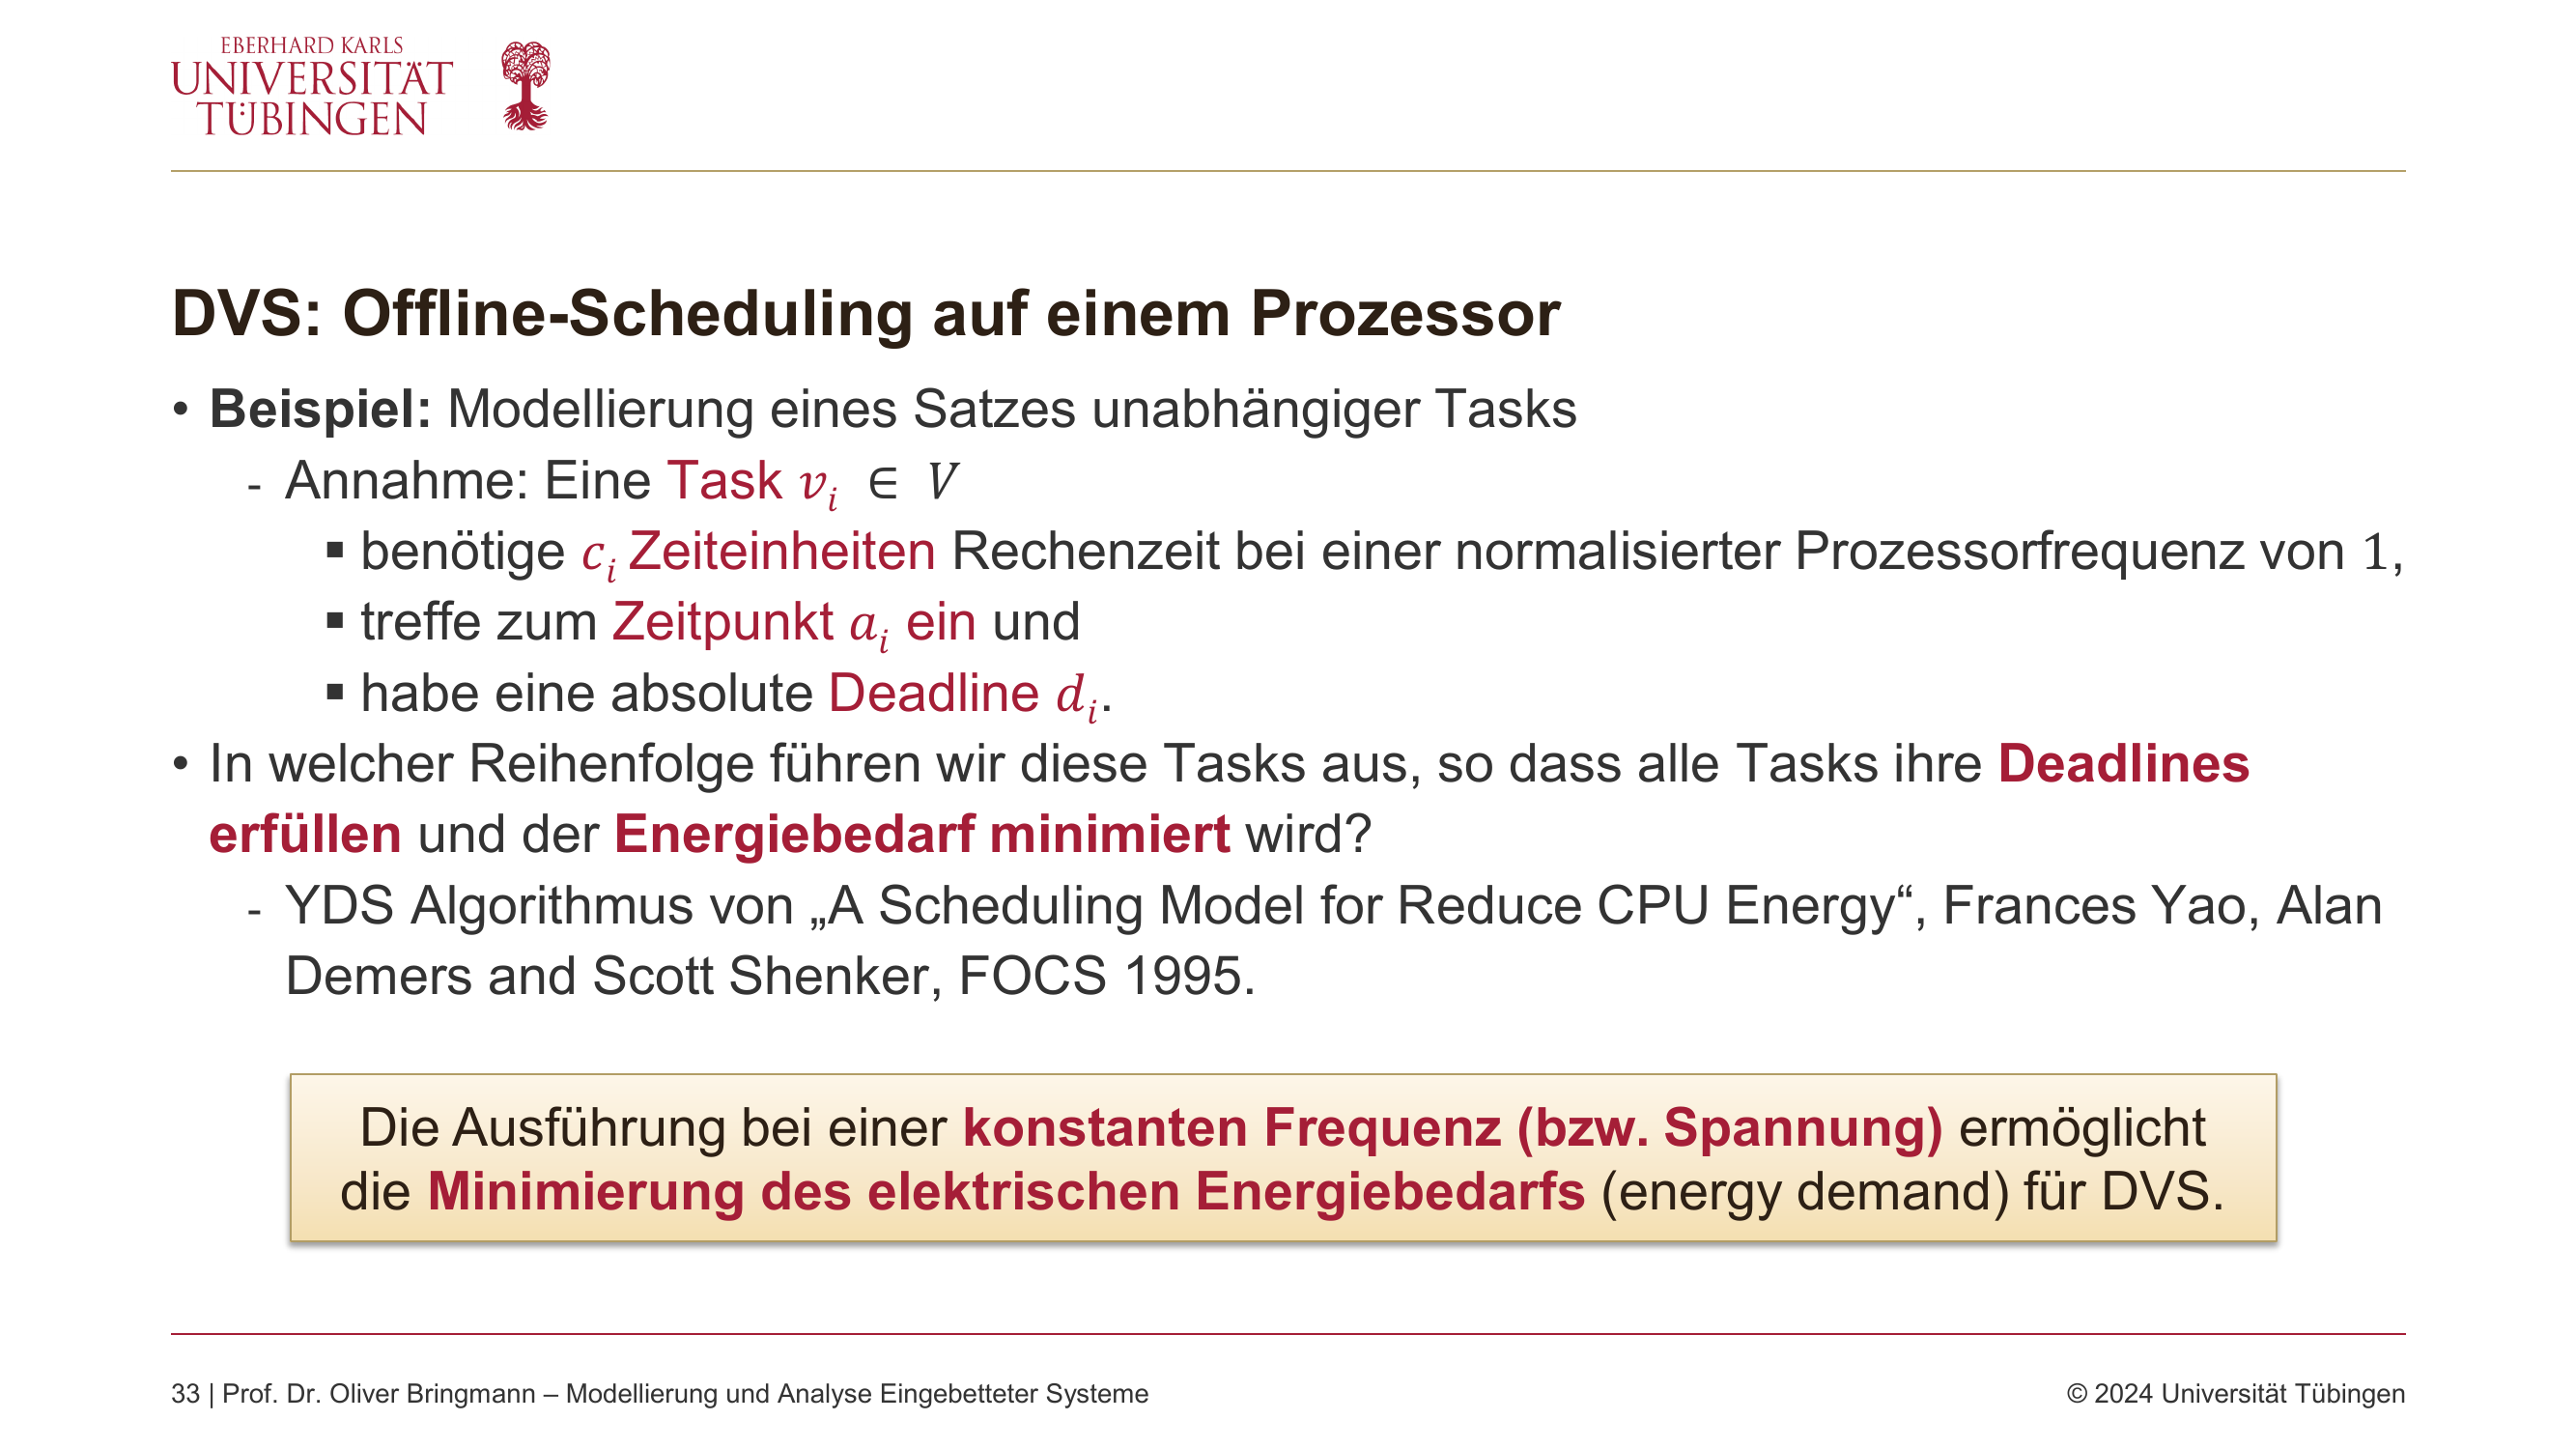 EBERHARD KARLS
UNIVERSITÄT
TÜBINGEN
DVS: Offline-Scheduling auf einem Prozessor
• Beispiel: Modellierung eines Satzes unabhängiger Tasks
- Annahme: Eine Task v_i ∈ V
▪ benötige c_i Zeiteinheiten Rechenzeit bei einer normalisierter Prozessorfrequenz von 1,
▪ treffe zum Zeitpunkt a_i ein und
▪ habe eine absolute Deadline d_i.
• In welcher Reihenfolge führen wir diese Tasks aus, so dass alle Tasks ihre Deadlines
erfüllen und der Energiebedarf minimiert wird?
- YDS Algorithmus von „A Scheduling Model for Reduce CPU Energy“, Frances Yao, Alan
Demers and Scott Shenker, FOCS 1995.
Die Ausführung bei einer konstanten Frequenz (bzw. Spannung) ermöglicht
die Minimierung des elektrischen Energiebedarfs (energy demand) für DVS.
33 | Prof. Dr. Oliver Bringmann – Modellierung und Analyse Eingebetteter Systeme
© 2024 Universität Tübingen